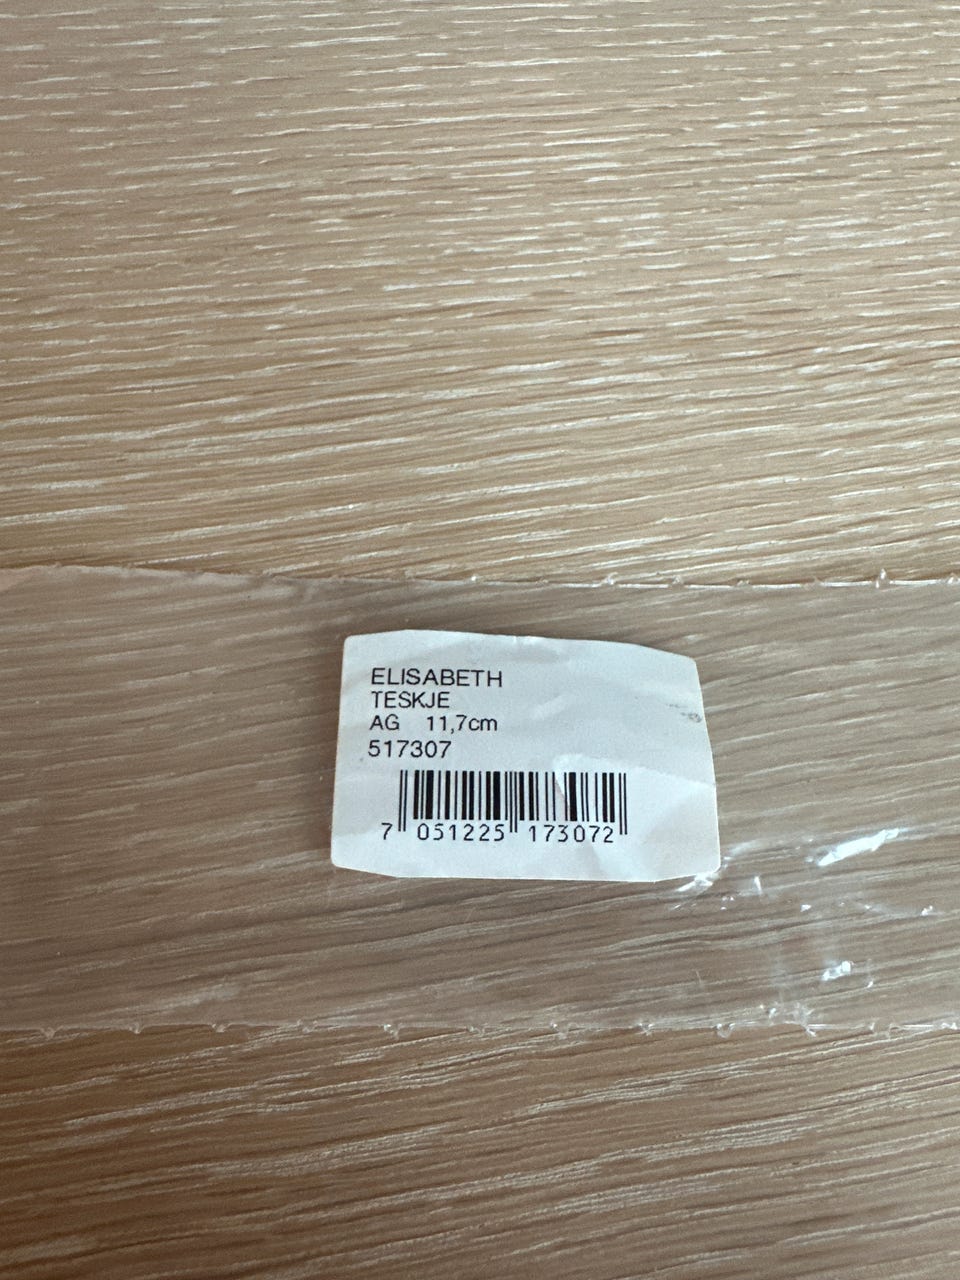 ELISABETH
TESKJE
AG 11,7cm
517307
7 051225 173072